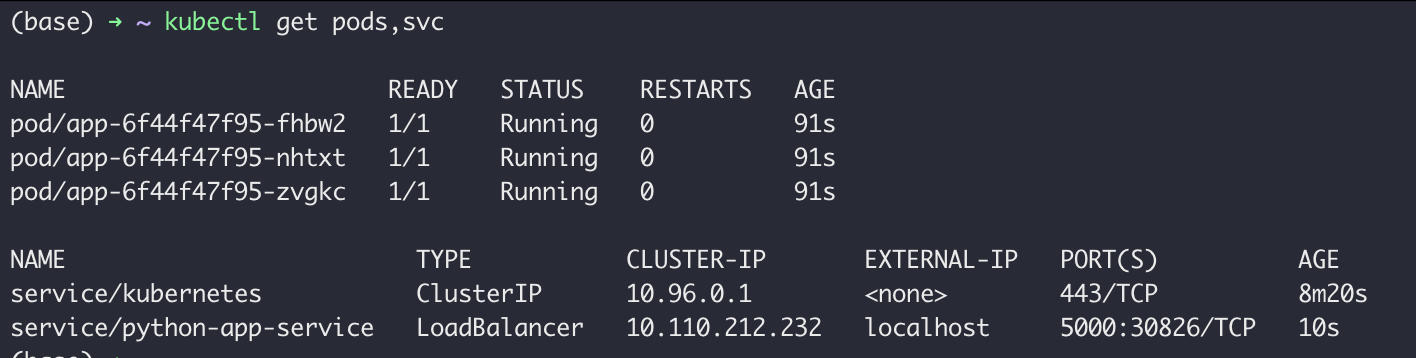 (base) → ~ kubectl get pods,svc
NAME READY STATUS RESTARTS AGE
pod/app-6f44f47f95-fhbw2 1/1 Running 0 91s
pod/app-6f44f47f95-nhtxt 1/1 Running 0 91s
pod/app-6f44f47f95-zvgkc 1/1 Running 0 91s
NAME TYPE CLUSTER-IP EXTERNAL-IP PORT(S) AGE
service/kubernetes ClusterIP 10.96.0.1 <none> 443/TCP 8m20s
service/python-app-service LoadBalancer 10.110.212.232 localhost 5000:30826/TCP 10s